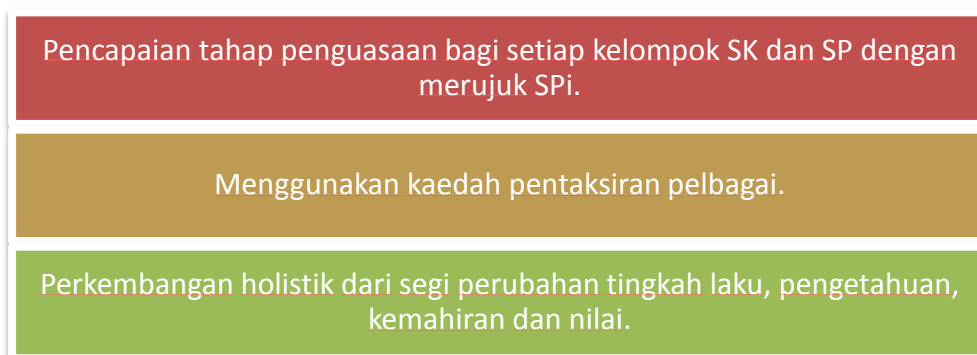 Pencapaian tahap penguasaan bagi setiap kelompok SK dan SP dengan
merujuk SPi.
Menggunakan kaedah pentaksiran pelbagai.
Perkembangan holistik dari segi perubahan tingkah laku, pengetahuan,
kemahiran dan nilai.